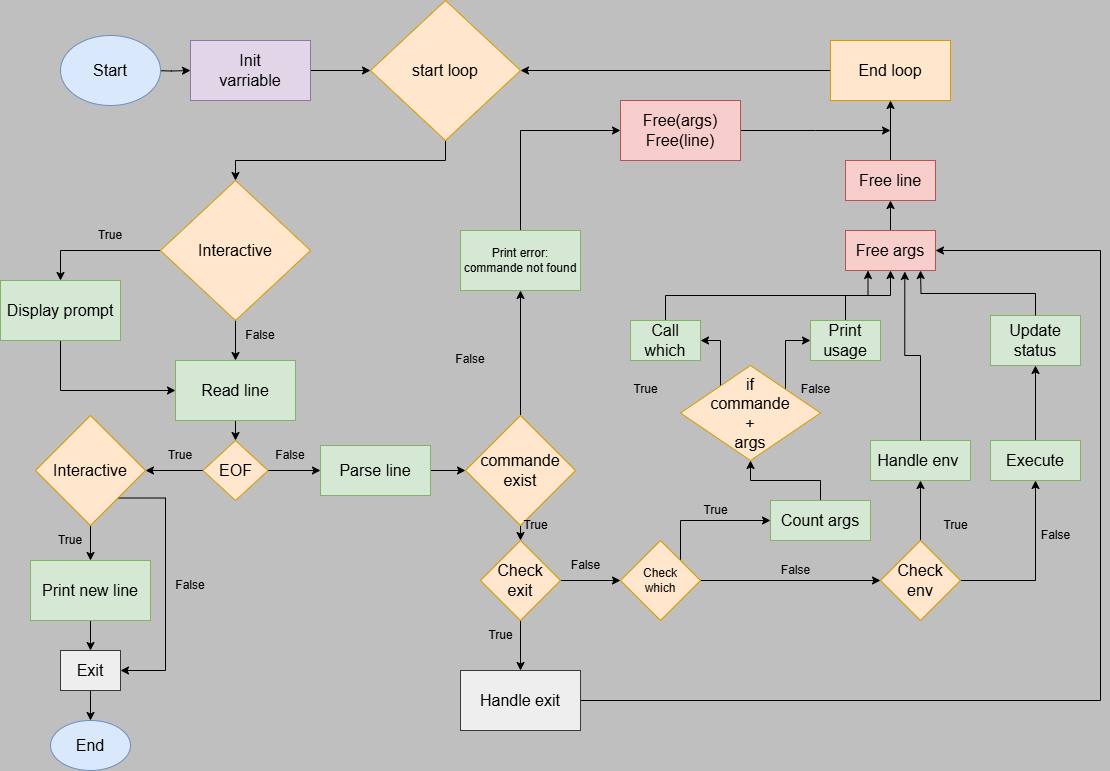 Start
Init
varriable
start loop
End loop
Free(args)
Free(line)
Free line
Interactive
True
False
Display prompt
Read line
Print error:
commande not found
Free args
Call
which
Print
usage
Update
status
True
False
if
commande
+
args
False
Interactive
True
EOF
False
Parse line
commande
exist
Handle env
Execute
True
Count args
True
True
False
True
Print new line
False
Check
exit
False
Check
which
False
Check
env
True
Exit
Handle exit
End